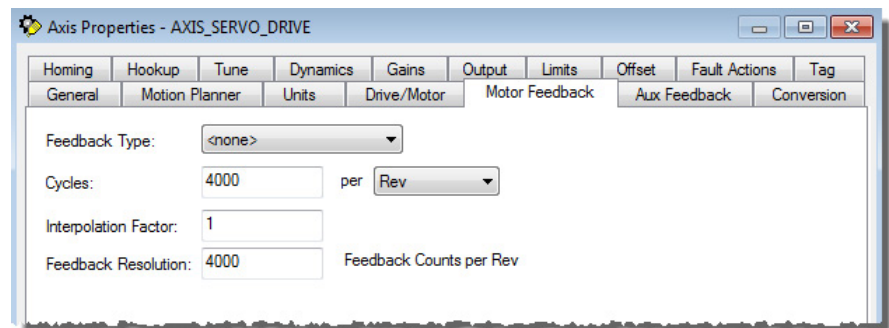 Axis Properties - AXIS_SERVO_DRIVE
Homing Hookup Tune Dynamics Gains Output Limits Offset Fault Actions Tag
General Motion Planner Units Drive/Motor Motor Feedback Aux Feedback Conversion
Feedback Type: <none>
Cycles: 4000 per Rev
Interpolation Factor: 1
Feedback Resolution: 4000 Feedback Counts per Rev